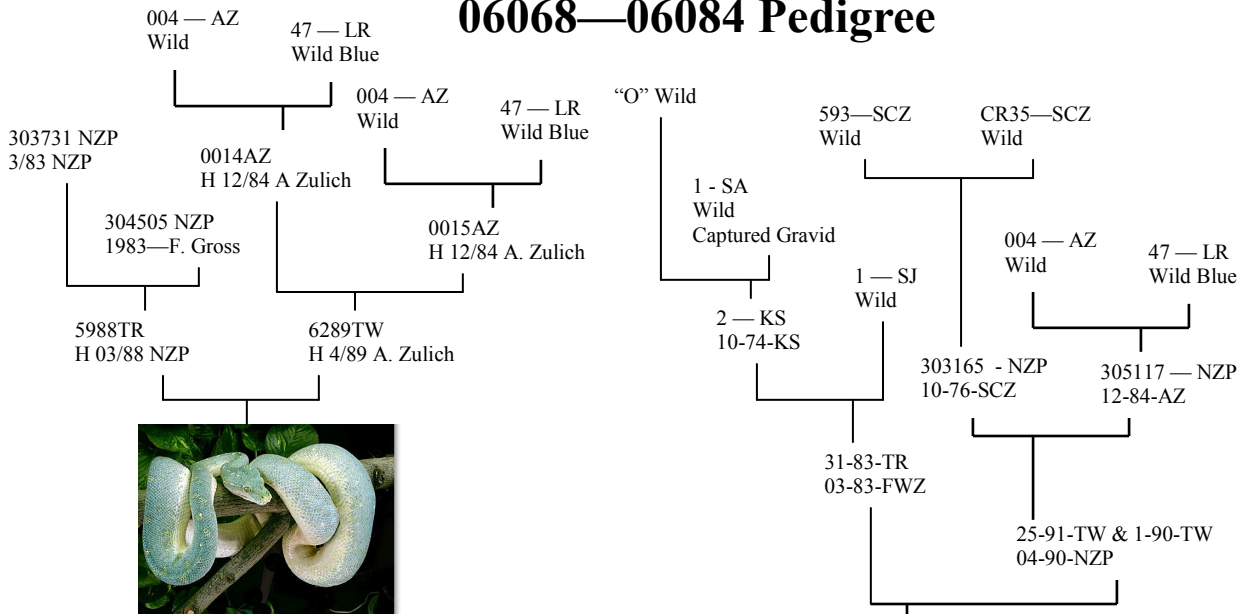 06068—06084 Pedigree
004 — AZ
Wild
47 — LR
Wild Blue
004 — AZ
Wild
47 — LR
Wild Blue
303731 NZP
3/83 NZP
0014AZ
H 12/84 A Zulich
304505 NZP
1983—F. Gross
0015AZ
H 12/84 A. Zulich
5988TR
H 03/88 NZP
6289TW
H 4/89 A. Zulich
“O” Wild
593—SCZ
Wild
CR35—SCZ
Wild
1 - SA
Wild
Captured Gravid
004 — AZ
Wild
47 — LR
Wild Blue
1 — SJ
Wild
2 — KS
10-74-KS
303165 - NZP
10-76-SCZ
305117 — NZP
12-84-AZ
31-83-TR
03-83-FWZ
25-91-TW & 1-90-TW
04-90-NZP